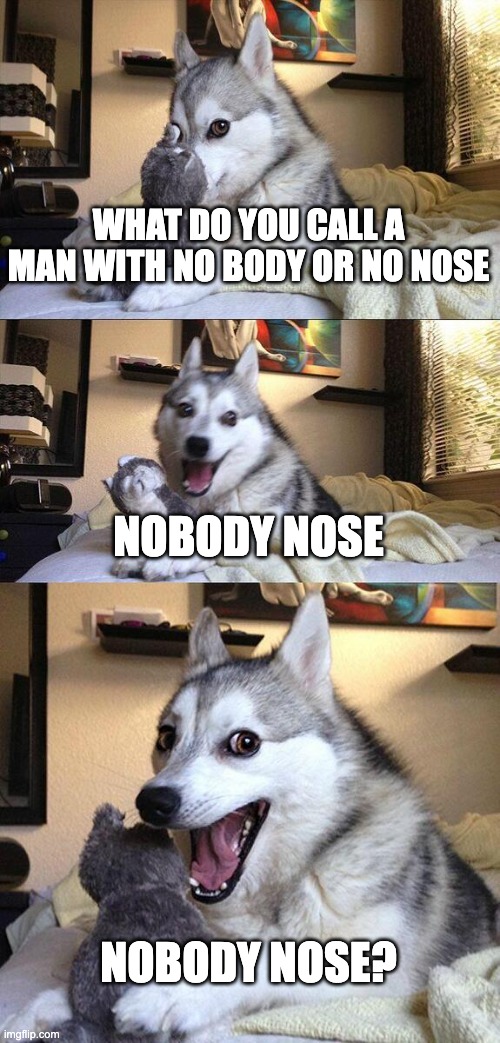 WHAT DO YOU CALL A
MAN WITH NO BODY OR NO NOSE
NOBODY NOSE
NOBODY NOSE?
imgflip.com